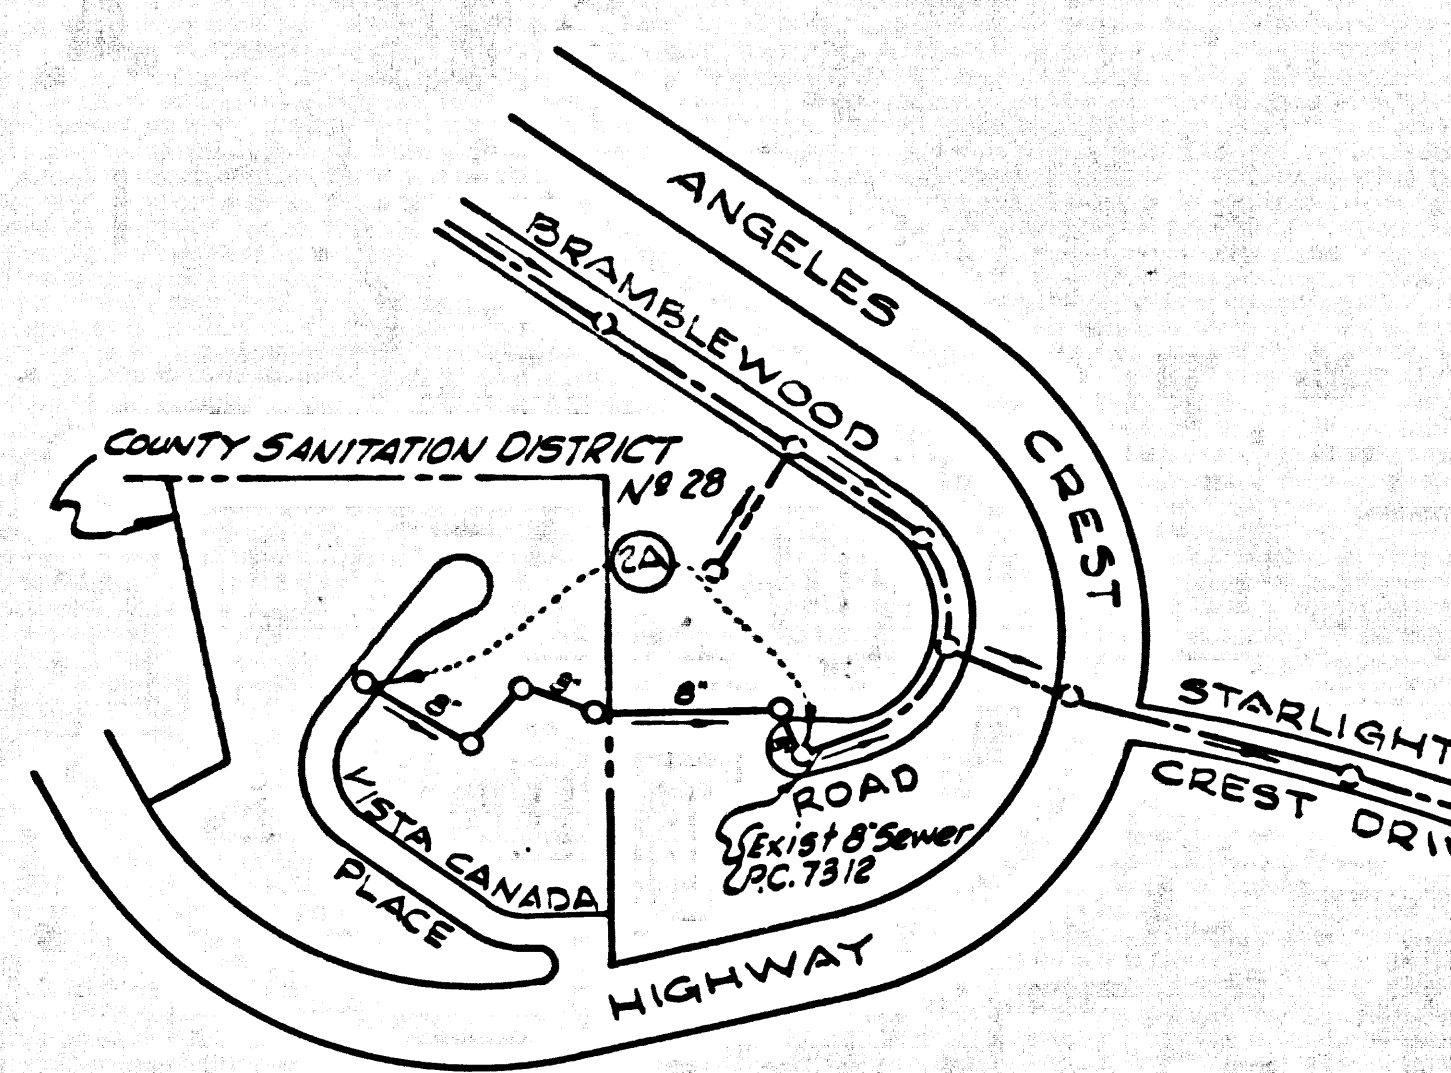 ANGELES
CREST
HIGHWAY
BRAMBLEWOOD
ROAD
COUNTY SANITATION DISTRICT
Nº 28
2A
8"
8"
8"
STARLIGHT
CREST
VISTA CANADA
PLACE
Exist 8" Sewer
P.C. 7312